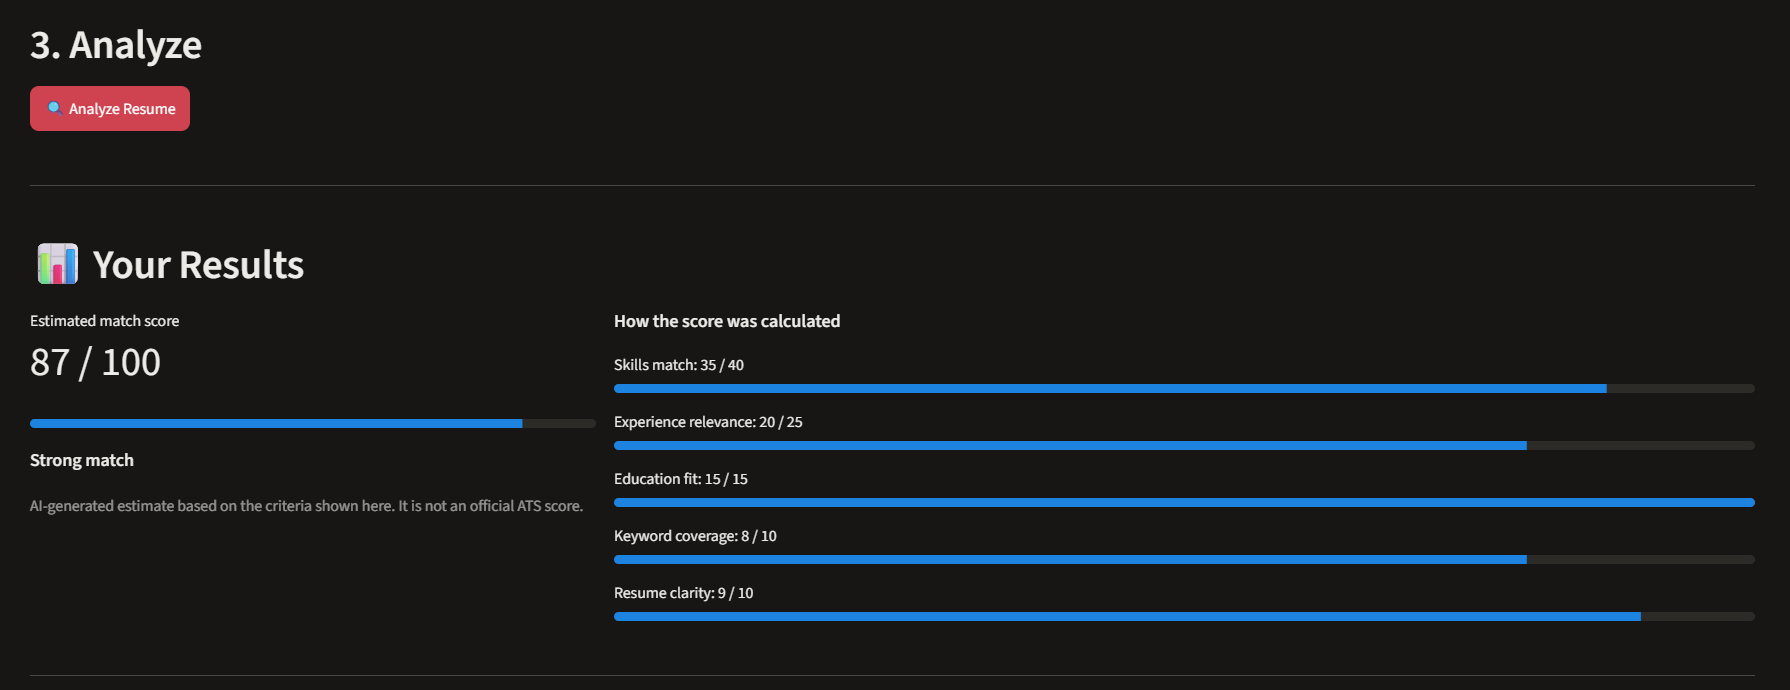 3. Analyze
Analyze Resume
Your Results
Estimated match score
87 / 100
Strong match
AI-generated estimate based on the criteria shown here. It is not an official ATS score.
How the score was calculated
Skills match: 35 / 40
Experience relevance: 20 / 25
Education fit: 15 / 15
Keyword coverage: 8 / 10
Resume clarity: 9 / 10